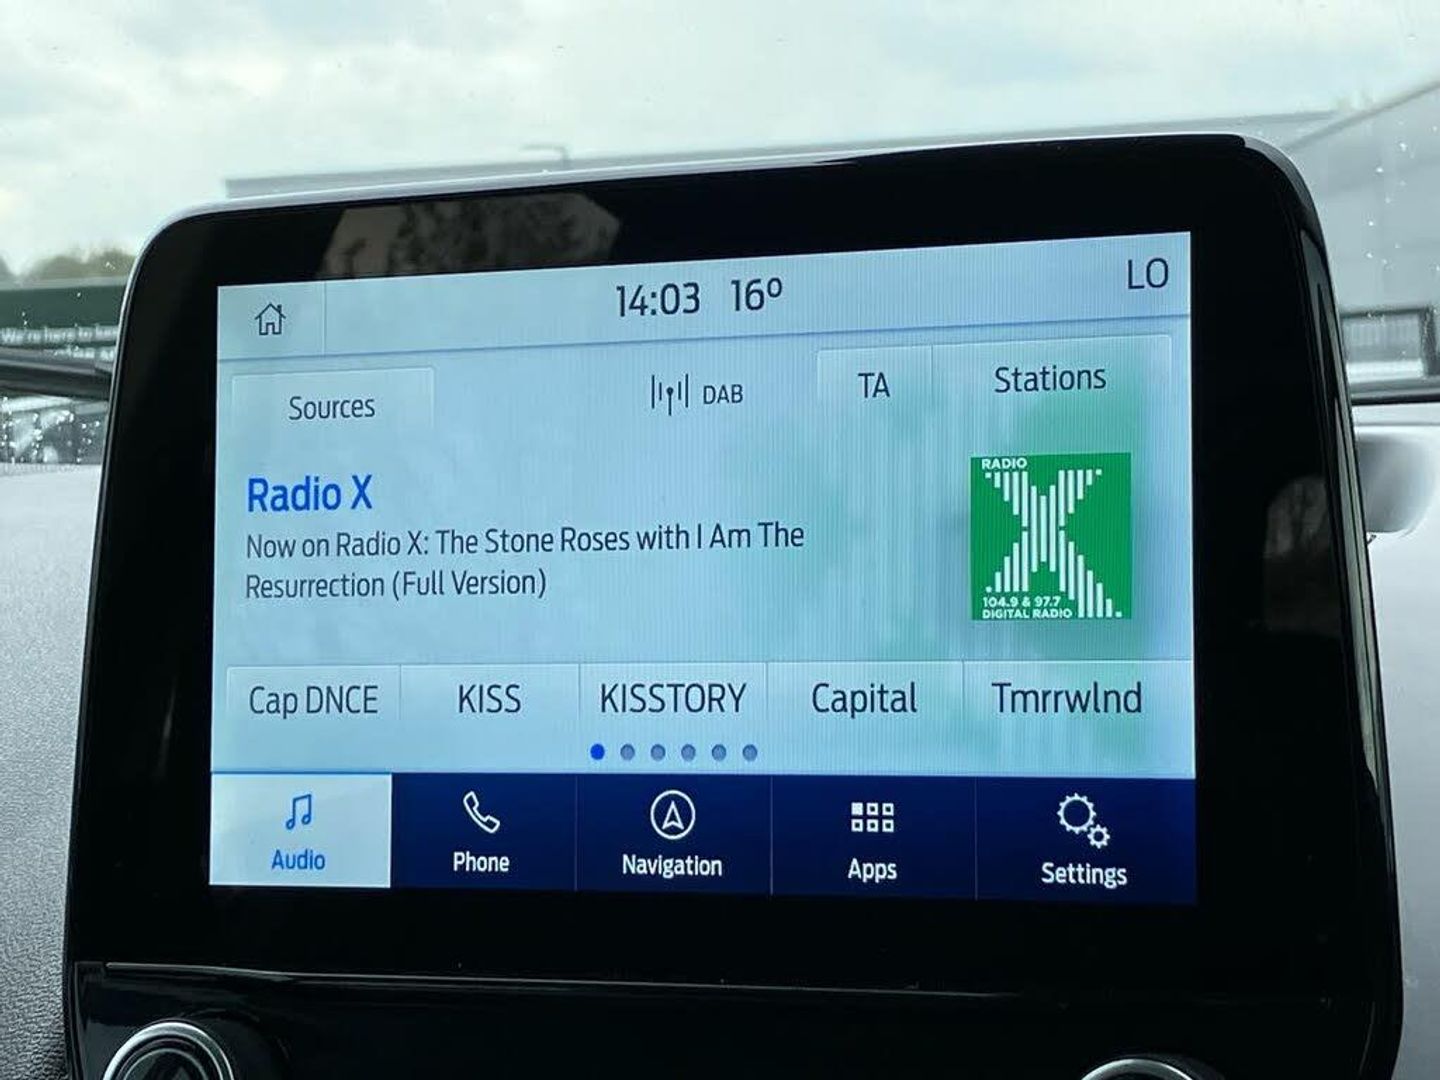 14:03 16º LO
Sources DAB TA Stations
Radio X
Now on Radio X: The Stone Roses with I Am The
Resurrection (Full Version)
RADIO
X
104.9 & 97.7
DIGITAL RADIO
Cap DNCE KISS KISSTORY Capital Tmrrwlnd
Audio Phone Navigation Apps Settings